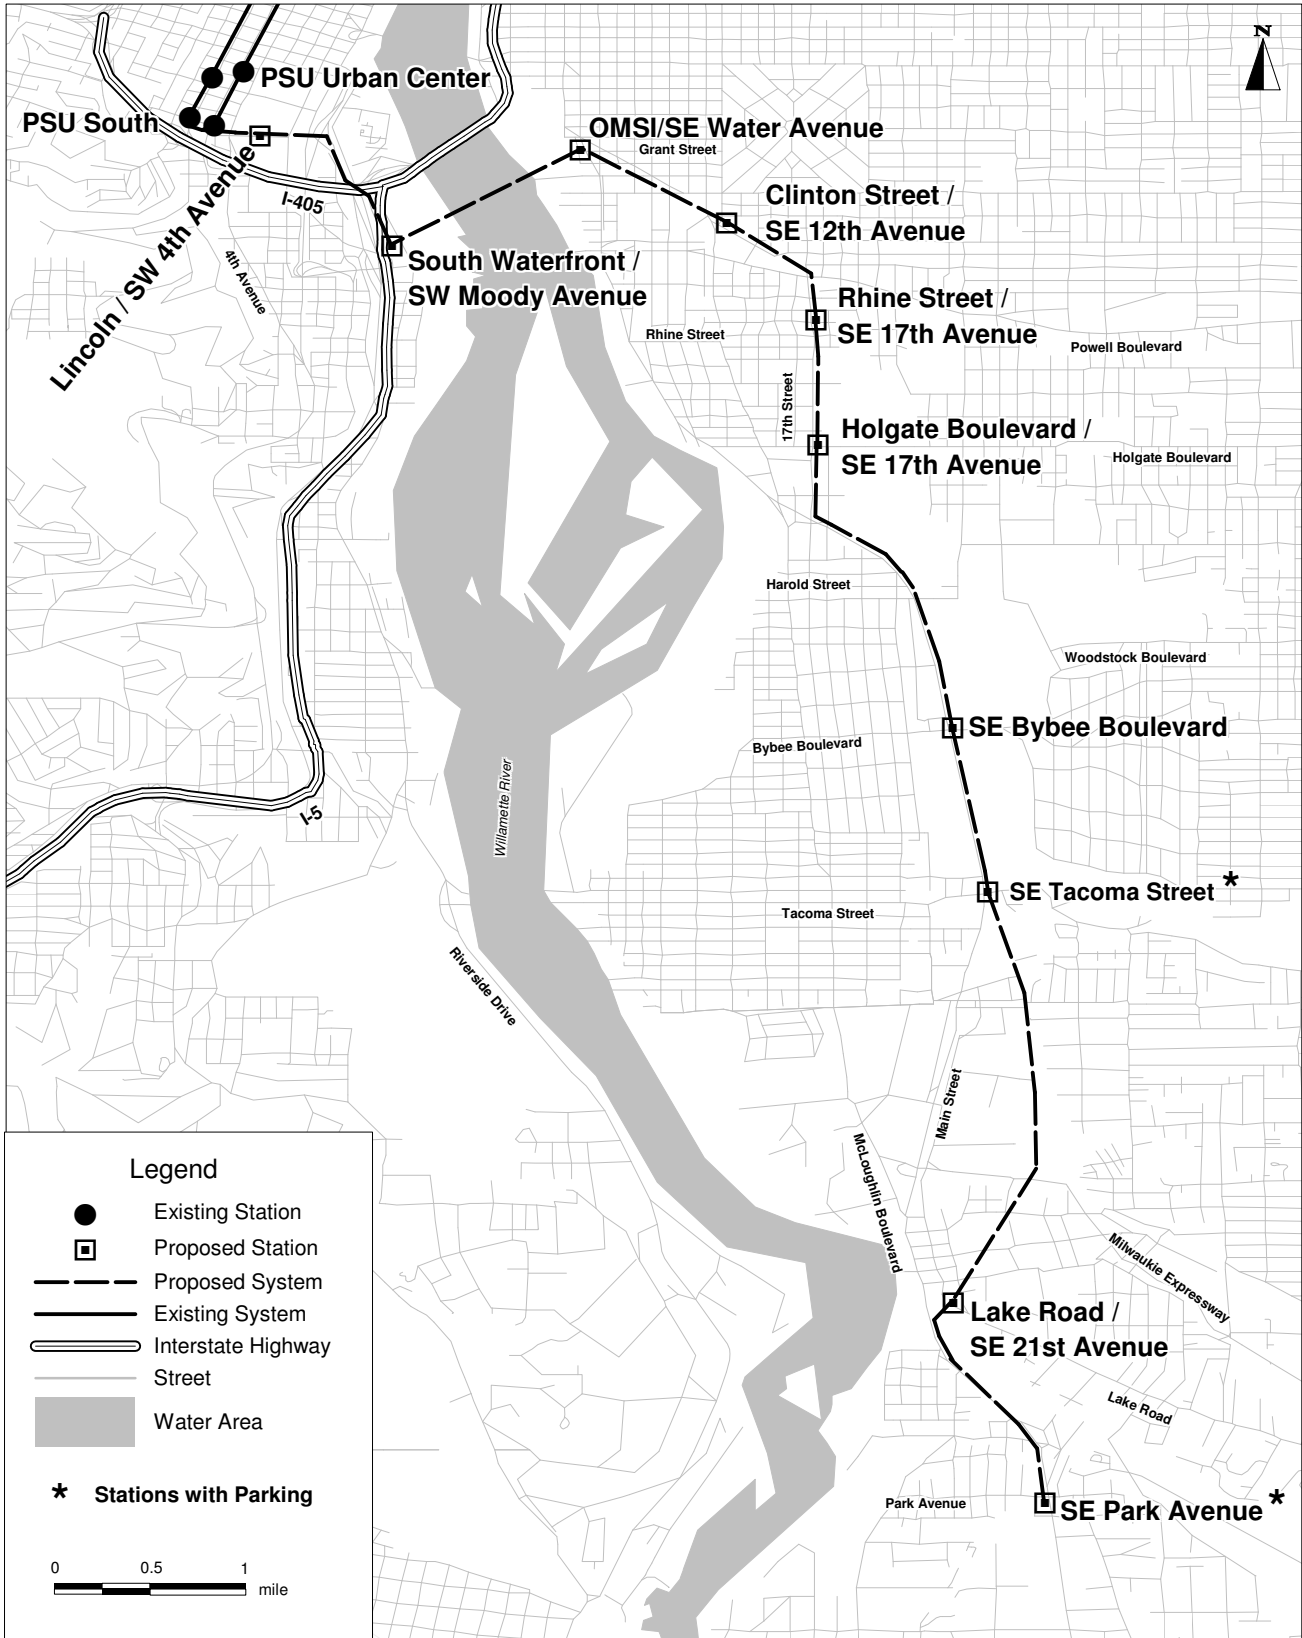 N
PSU Urban Center
PSU South
OMSI/SE Water Avenue
Grant Street
Lincoln / SW 4th Avenue
I-405
4th Avenue
Clinton Street /
SE 12th Avenue
South Waterfront /
SW Moody Avenue
Rhine Street /
SE 17th Avenue
Rhine Street
Powell Boulevard
17th Street
Holgate Boulevard /
SE 17th Avenue
Holgate Boulevard
Harold Street
Woodstock Boulevard
SE Bybee Boulevard
Bybee Boulevard
Willamette River
I-5
SE Tacoma Street *
Tacoma Street
Riverside Drive
Main Street
McLoughlin Boulevard
Milwaukie Expressway
Lake Road /
SE 21st Avenue
Lake Road
Park Avenue
SE Park Avenue *
Legend
Existing Station
Proposed Station
Proposed System
Existing System
Interstate Highway
Street
Water Area
* Stations with Parking
0 0.5 1
mile